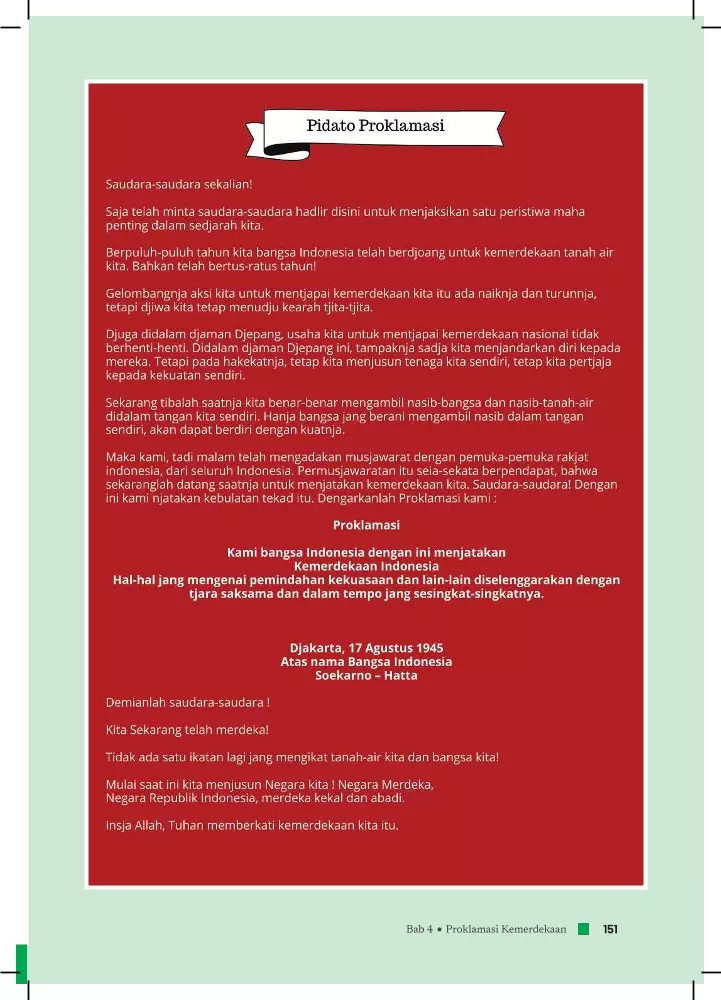 Pidato Proklamasi
Saudara-saudara sekalian!
Saja telah minta saudara-saudara hadlir disini untuk menjaksikan satu peristiwa maha
penting dalam sedjarah kita.
Berpuluh-puluh tahun kita bangsa Indonesia telah berdjoang untuk kemerdekaan tanah air
kita. Bahkan telah bertus-ratus tahun!
Gelombangnja aksi kita untuk mentjapai kemerdekaan kita itu ada naiknja dan turunnja,
tetapi djiwa kita tetap menudju kearah tjita-tjita.
Djuga didalam djaman Djepang, usaha kita untuk mentjapai kemerdekaan nasional tidak
berhenti-henti. Didalam djaman Djepang ini, tampaknja sadja kita menjandarkan diri kepada
mereka. Tetapi pada hakekatnja, tetap kita menjusun tenaga kita sendiri, tetap kita pertjaja
kepada kekuatan sendiri.
Sekarang tibalah saatnja kita benar-benar mengambil nasib-bangsa dan nasib-tanah-air
didalam tangan kita sendiri. Hanja bangsa jang berani mengambil nasib dalam tangan
sendiri, akan dapat berdiri dengan kuatnja.
Maka kami, tadi malam telah mengadakan musjawarat dengan pemuka-pemuka rakjat
indonesia, dari seluruh Indonesia. Permusjawaratan itu seia-sekata berpendapat, bahwa
sekaranglah datang saatnja untuk menjatakan kemerdekaan kita. Saudara-saudara! Dengan
ini kami njatakan kebulatan tekad itu. Dengarkanlah Proklamasi kami :
Proklamasi
Kami bangsa Indonesia dengan ini menjatakan
Kemerdekaan Indonesia
Hal-hal jang mengenai pemindahan kekuasaan dan lain-lain diselenggarakan dengan
tjara saksama dan dalam tempo jang sesingkat-singkatnya.
Djakarta, 17 Agustus 1945
Atas nama Bangsa Indonesia
Soekarno – Hatta
Demianlah saudara-saudara !
Kita Sekarang telah merdeka!
Tidak ada satu ikatan lagi jang mengikat tanah-air kita dan bangsa kita!
Mulai saat ini kita menjusun Negara kita ! Negara Merdeka,
Negara Republik Indonesia, merdeka kekal dan abadi.
Insja Allah, Tuhan memberkati kemerdekaan kita itu.
Bab 4 • Proklamasi Kemerdekaan 151